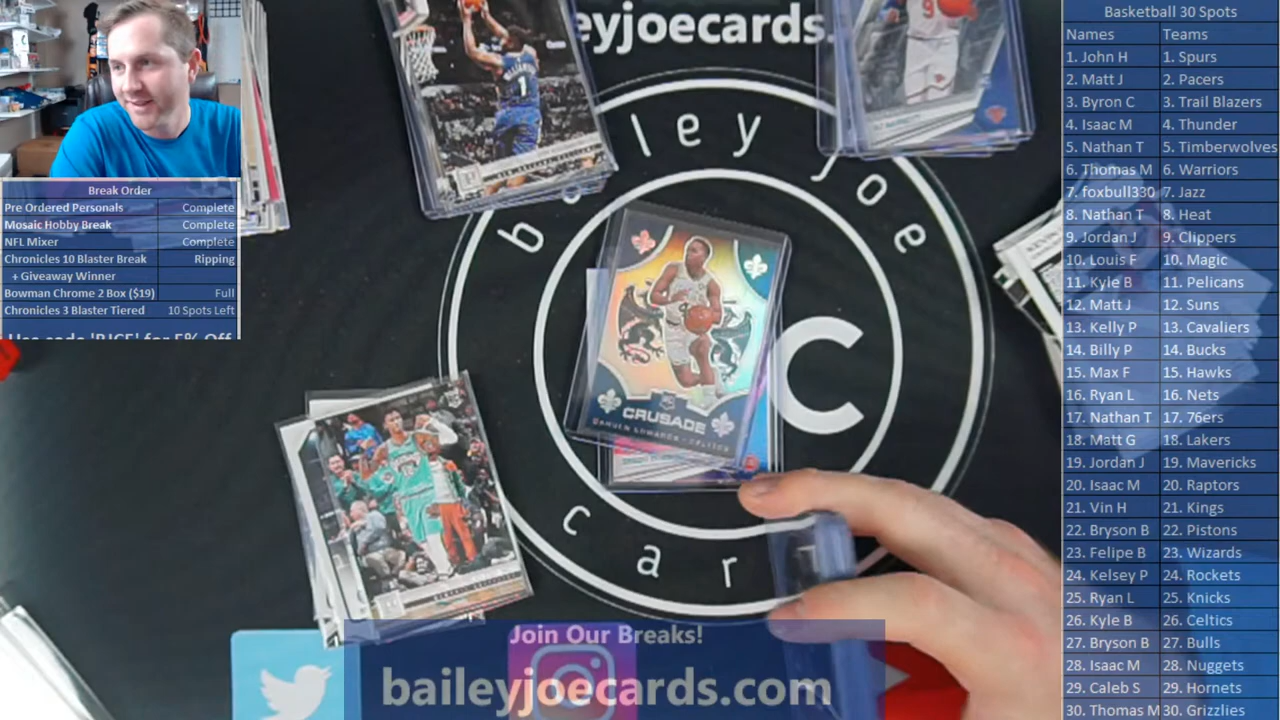 Basketball 30 Spots
Names Teams
1. John H 1. Spurs
2. Matt J 2. Pacers
3. Byron C 3. Trail Blazers
4. Isaac M 4. Thunder
5. Nathan T 5. Timberwolves
6. Thomas M 6. Warriors
7. foxbull330 7. Jazz
8. Nathan T 8. Heat
9. Jordan J 9. Clippers
10. Louis F 10. Magic
11. Kyle B 11. Pelicans
12. Matt J 12. Suns
13. Kelly P 13. Cavaliers
14. Billy P 14. Bucks
15. Max F 15. Hawks
16. Ryan L 16. Nets
17. Nathan T 17. 76ers
18. Matt G 18. Lakers
19. Jordan J 19. Mavericks
20. Isaac M 20. Raptors
21. Vin H 21. Kings
22. Bryson B 22. Pistons
23. Felipe B 23. Wizards
24. Kelsey P 24. Rockets
25. Ryan L 25. Knicks
26. Kyle B 26. Celtics
27. Bryson B 27. Bulls
28. Isaac M 28. Nuggets
29. Caleb S 29. Hornets
30. Thomas M 30. Grizzlies
Break Order
Pre Ordered Personals Complete
Mosaic Hobby Break Complete
NFL Mixer Complete
Chronicles 10 Blaster Break Ripping
+ Giveaway Winner
Bowman Chrome 2 Box ($19) Full
Chronicles 3 Blaster Tiered 10 Spots Left
eyjoecards.
b iley joe
C
car
1
9
CRUSADE
CARSEN EDWARDS - CELTICS
Join Our Breaks!
baileyjoecards.com